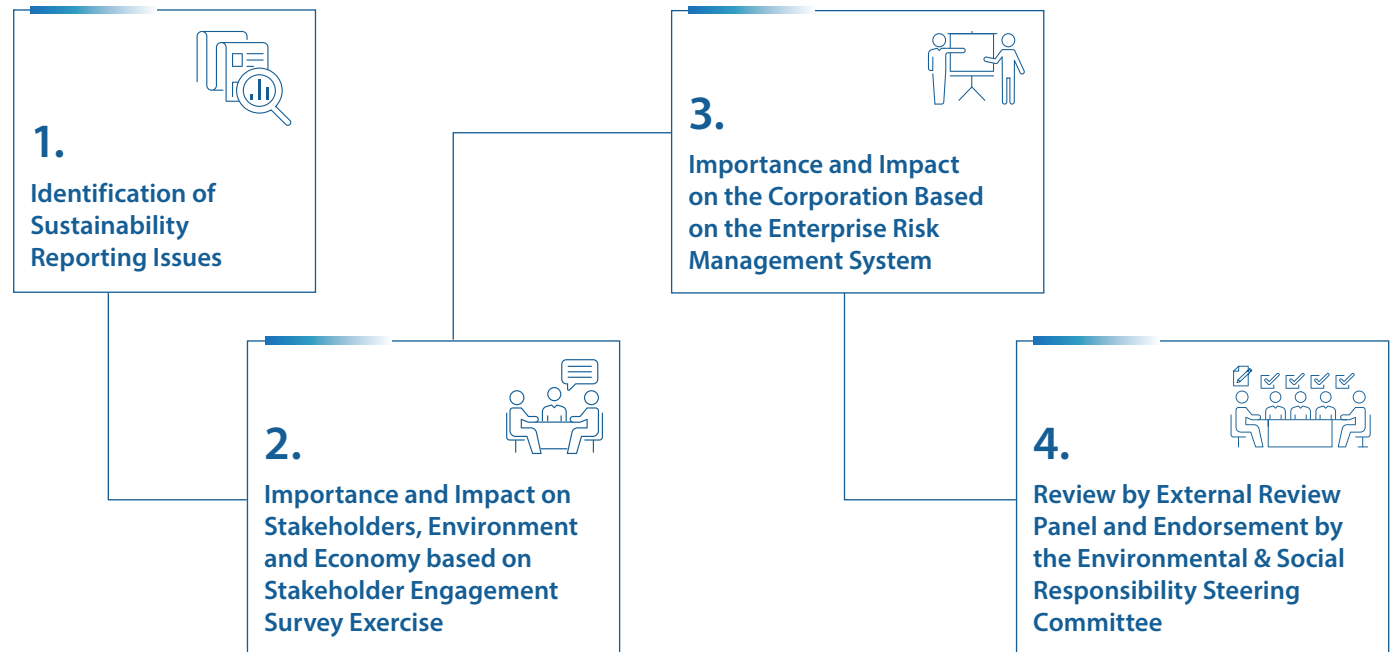 1.
Identification of
Sustainability
Reporting Issues
2.
Importance and Impact on
Stakeholders, Environment
and Economy based on
Stakeholder Engagement
Survey Exercise
3.
Importance and Impact
on the Corporation Based
on the Enterprise Risk
Management System
4.
Review by External Review
Panel and Endorsement by
the Environmental & Social
Responsibility Steering
Committee